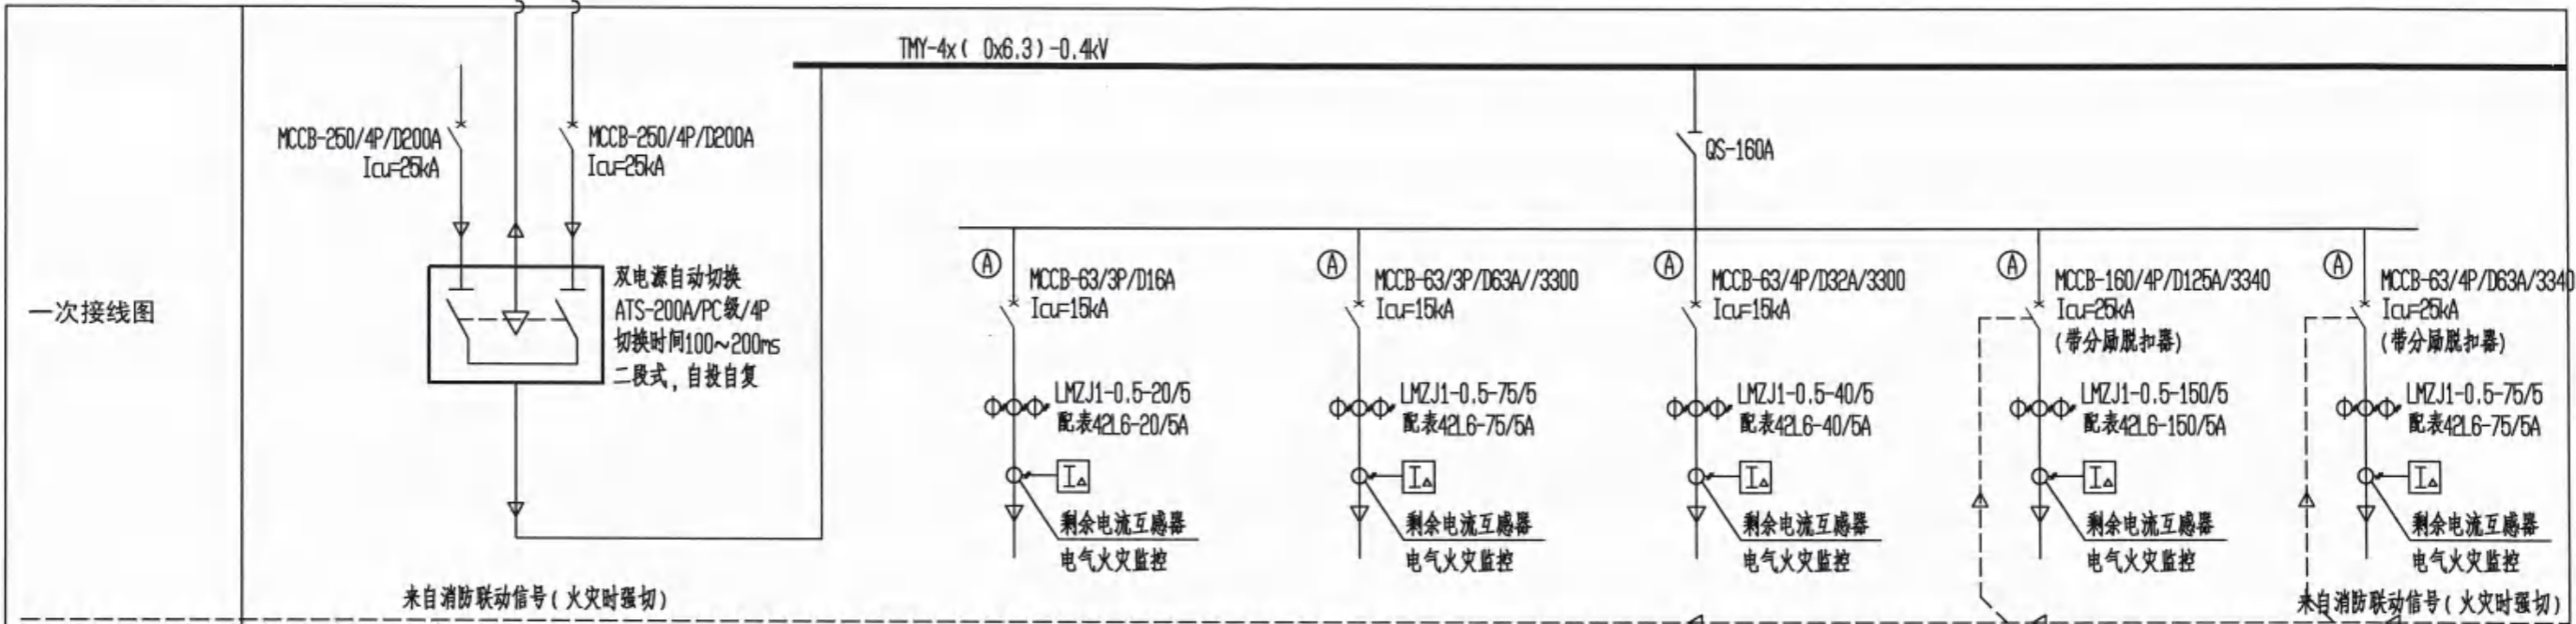 TMY-4x( 0x6.3)-0.4kV
MCCB-250/4P/D200A
Icu=25kA
MCCB-250/4P/D200A
Icu=25kA
QS-160A
一次接线图
双电源自动切换
ATS-200A/PC级/4P
切换时间100~200ms
二段式，自投自复
A
MCCB-63/3P/D16A
Icu=15kA
LMZJ1-0.5-20/5
配表42L6-20/5A
I△
剩余电流互感器
电气火灾监控
A
MCCB-63/3P/D63A//3300
Icu=15kA
LMZJ1-0.5-75/5
配表42L6-75/5A
I△
剩余电流互感器
电气火灾监控
A
MCCB-63/4P/D32A/3300
Icu=15kA
LMZJ1-0.5-40/5
配表42L6-40/5A
I△
剩余电流互感器
电气火灾监控
A
MCCB-160/4P/D125A/3340
Icu=25kA
(带分励脱扣器)
LMZJ1-0.5-150/5
配表42L6-150/5A
I△
剩余电流互感器
电气火灾监控
A
MCCB-63/4P/D63A/3340
Icu=25kA
(带分励脱扣器)
LMZJ1-0.5-75/5
配表42L6-75/5A
I△
剩余电流互感器
电气火灾监控
来自消防联动信号(火灾时强切)
来自消防联动信号(火灾时强切)